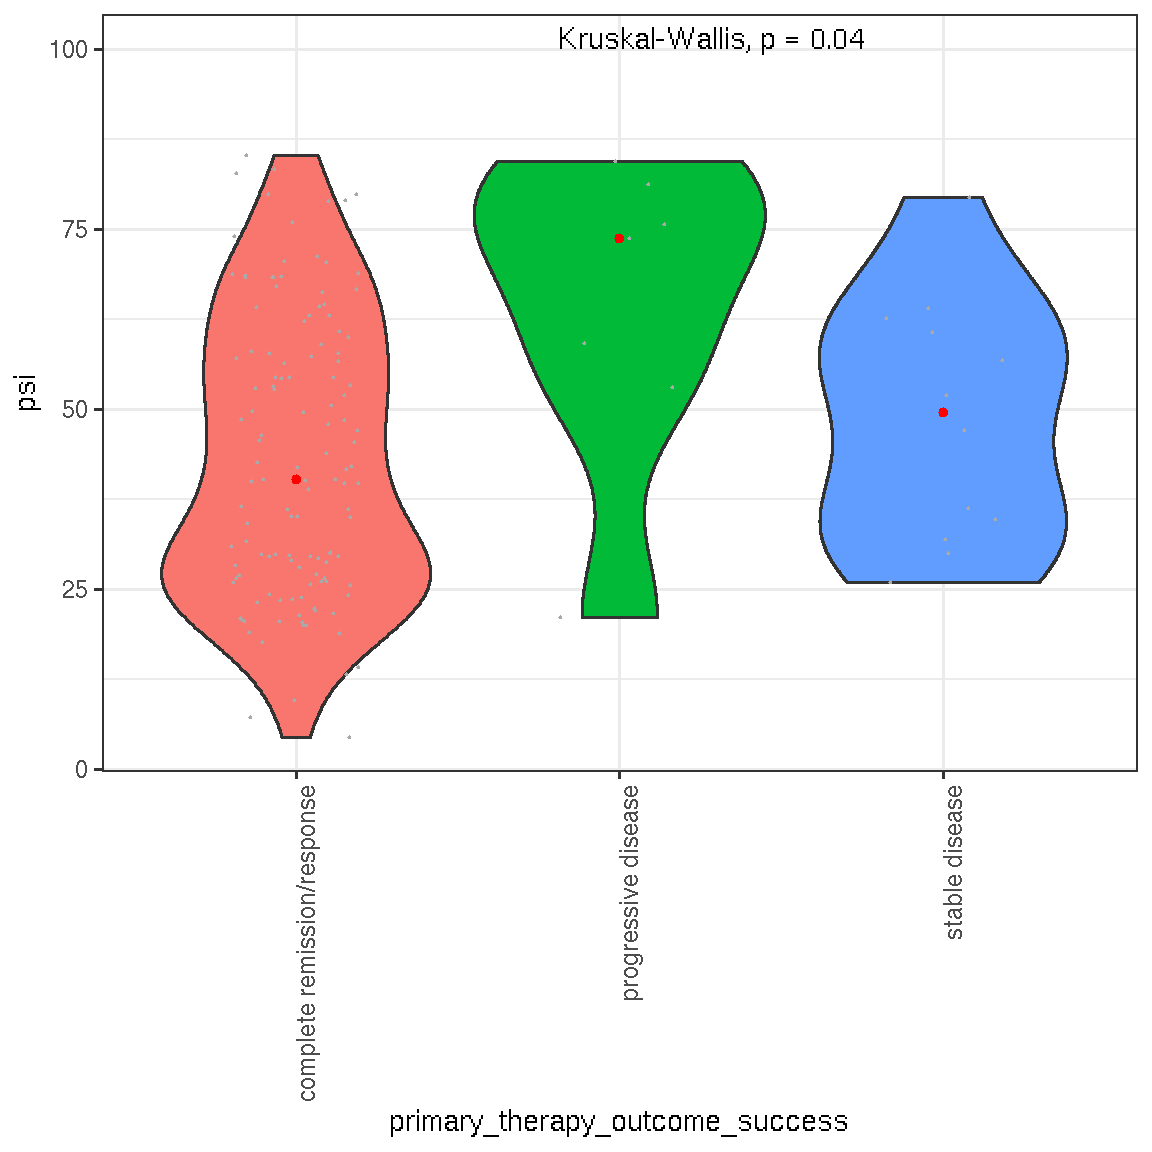 Kruskal-Wallis, p = 0.04
psi
100
75
50
25
0
complete remission/response
progressive disease
stable disease
primary_therapy_outcome_success